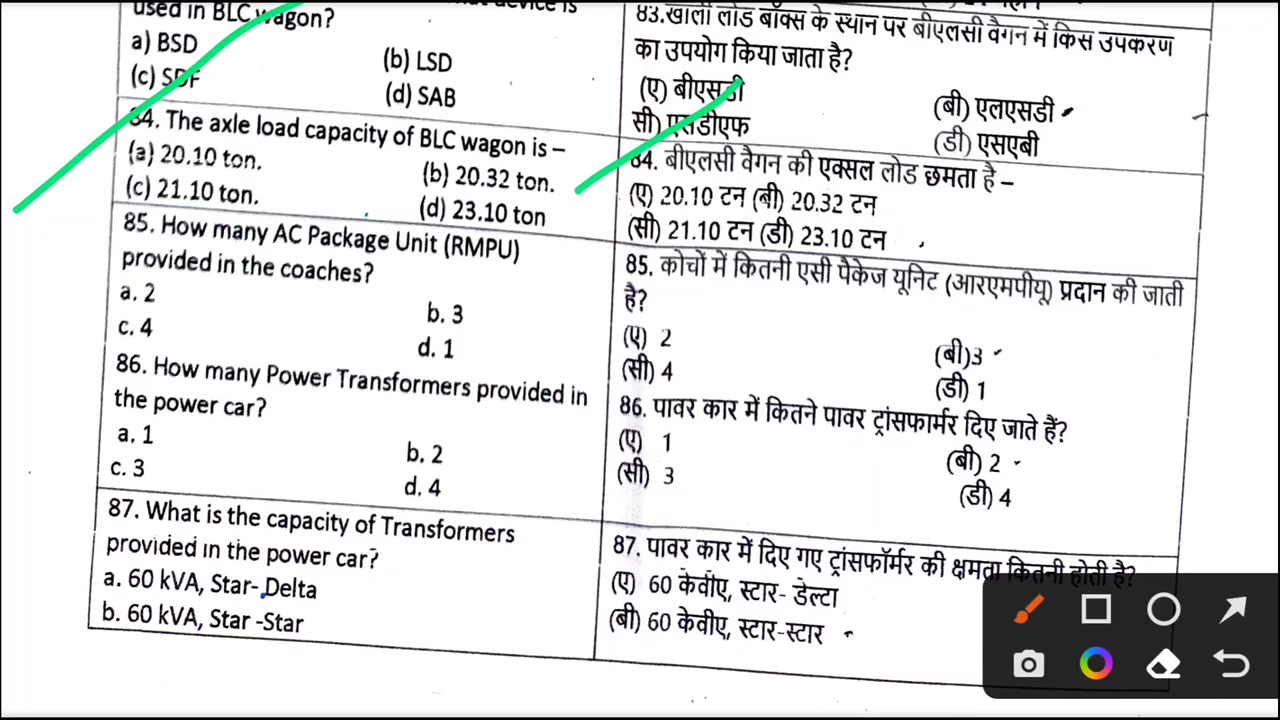 used in BLC wagon?
a) BSD
(b) LSD
(c) SDF
(d) SAB
84. The axle load capacity of BLC wagon is –
(a) 20.10 ton.
(b) 20.32 ton.
(c) 21.10 ton.
(d) 23.10 ton
85. How many AC Package Unit (RMPU)
provided in the coaches?
a. 2
b. 3
c. 4
d. 1
86. How many Power Transformers provided in
the power car?
a. 1
b. 2
c. 3
d. 4
87. What is the capacity of Transformers
provided in the power car?
a. 60 kVA, Star- Delta
b. 60 kVA, Star -Star
83.खाली लोड बॉक्स के स्थान पर बीएलसी वैगन में किस उपकरण
का उपयोग किया जाता है?
(ए) बीएसडी
(बी) एलएसडी
सी) एसडीएफ
(डी) एसएबी
84. बीएलसी वैगन की एक्सल लोड छमता है –
(ए) 20.10 टन (बी) 20.32 टन
(सी) 21.10 टन (डी) 23.10 टन
85. कोचों में कितनी एसी पैकेज यूनिट (आरएमपीयू) प्रदान की जाती
है?
(ए) 2
(बी)3
(सी) 4
(डी) 1
86. पावर कार में कितने पावर ट्रांसफार्मर दिए जाते हैं?
(ए) 1
(बी) 2
(सी) 3
(डी) 4
87. पावर कार में दिए गए ट्रांसफॉर्मर की क्षमता कितनी होती है?
(ए) 60 केवीए, स्टार- डेल्टा
(बी) 60 केवीए, स्टार-स्टार